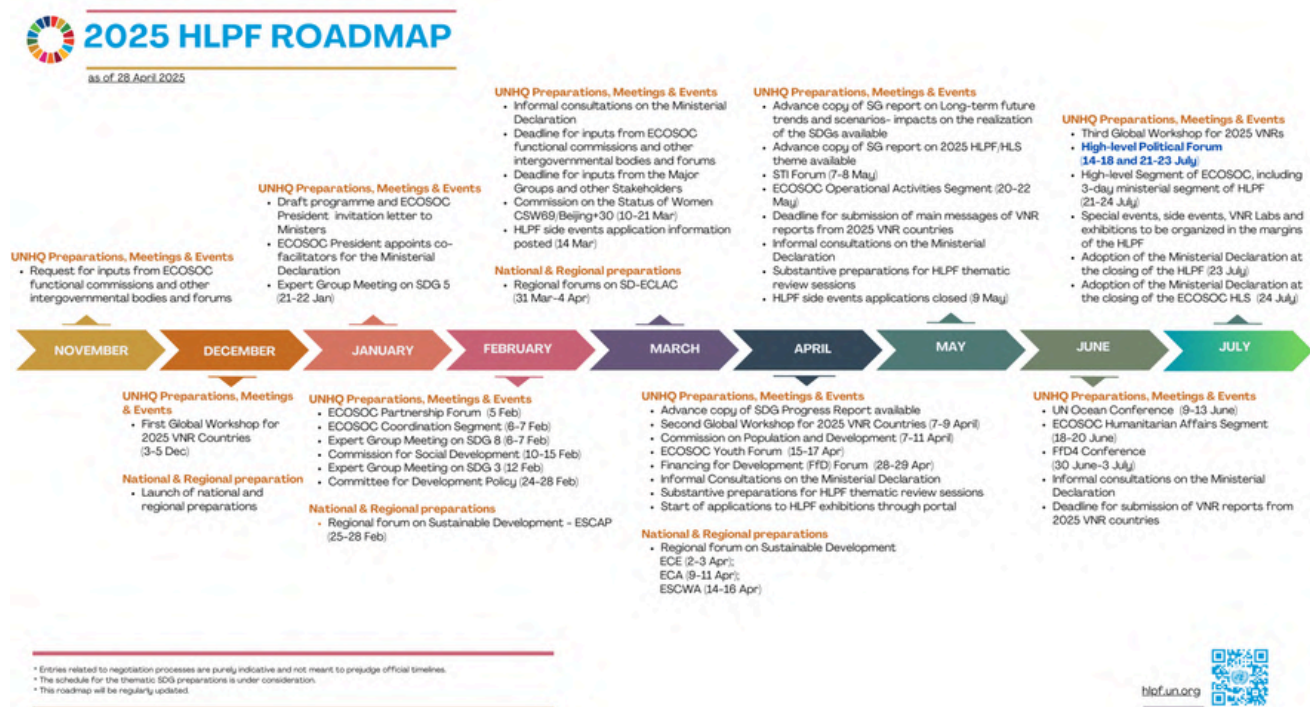 2025 HLPF ROADMAP
as of 28 April 2025
UNHQ Preparations, Meetings & Events
• Request for inputs from ECOSOC
functional commissions and other
intergovernmental bodies and forums
UNHQ Preparations, Meetings & Events
• Draft programme and ECOSOC
President invitation letter to
Ministers
• ECOSOC President appoints co-
facilitators for the Ministerial
Declaration
• Expert Group Meeting on SDG 5
(21-22 Jan)
UNHQ Preparations, Meetings & Events
• Informal consultations on the Ministerial
Declaration
• Deadline for inputs from ECOSOC
functional commissions and other
intergovernmental bodies and forums
• Deadline for inputs from the Major
Groups and other Stakeholders
• Commission on the Status of Women
CSW69/Beijing+30 (10-21 Mar)
• HLPF side events application information
posted (14 Mar)
National & Regional preparations
• Regional forums on SD-ECLAC
(31 Mar-4 Apr)
UNHQ Preparations, Meetings & Events
• Advance copy of SG report on Long-term future
trends and scenarios- impacts on the realization
of the SDGs available
• Advance copy of SG report on 2025 HLPF/HLS
theme available
• STI Forum (7-8 May)
• ECOSOC Operational Activities Segment (20-22
May)
• Deadline for submission of main messages of VNR
reports from 2025 VNR countries
• Informal consultations on the Ministerial
Declaration
• Substantive preparations for HLPF thematic
review sessions
• HLPF side events applications closed (9 May)
UNHQ Preparations, Meetings & Events
• Third Global Workshop for 2025 VNRs
• High-level Political Forum
(14-18 and 21-23 July)
• High-level Segment of ECOSOC, including
3-day ministerial segment of HLPF
(21-24 July)
• Special events, side events, VNR Labs and
exhibitions to be organized in the margins
of the HLPF
• Adoption of the Ministerial Declaration at
the closing of the HLPF (23 July)
• Adoption of the Ministerial Declaration at
the closing of the ECOSOC HLS (24 July)
NOVEMBER
DECEMBER
JANUARY
FEBRUARY
MARCH
APRIL
MAY
JUNE
JULY
UNHQ Preparations, Meetings
& Events
• First Global Workshop for
2025 VNR Countries
(3-5 Dec)
National & Regional preparation
• Launch of national and
regional preparations
UNHQ Preparations, Meetings & Events
• ECOSOC Partnership Forum (5 Feb)
• ECOSOC Coordination Segment (6-7 Feb)
• Expert Group Meeting on SDG 8 (6-7 Feb)
• Commission for Social Development (10-15 Feb)
• Expert Group Meeting on SDG 3 (12 Feb)
• Committee for Development Policy (24-28 Feb)
National & Regional preparations
• Regional forum on Sustainable Development - ESCAP
(25-28 Feb)
UNHQ Preparations, Meetings & Events
• Advance copy of SDG Progress Report available
• Second Global Workshop for 2025 VNR Countries (7-9 April)
• Commission on Population and Development (7-11 April)
• ECOSOC Youth Forum (15-17 Apr)
• Financing for Development (FfD) Forum (28-29 Apr)
• Informal Consultations on the Ministerial Declaration
• Substantive preparations for HLPF thematic review sessions
• Start of applications to HLPF exhibitions through portal
National & Regional preparations
• Regional forum on Sustainable Development
ECE (2-3 Apr);
ECA (9-11 Apr);
ESCWA (14-16 Apr)
UNHQ Preparations, Meetings & Events
• UN Ocean Conference (9-13 June)
• ECOSOC Humanitarian Affairs Segment
(18-20 June)
• FfD4 Conference
(30 June-3 July)
• Informal consultations on the Ministerial
Declaration
• Deadline for submission of VNR reports from
2025 VNR countries
* Entries related to negotiation processes are purely indicative and not meant to prejudge official timelines.
* The schedule for the thematic SDG preparations is under consideration.
* This roadmap will be regularly updated.
hlpf.un.org